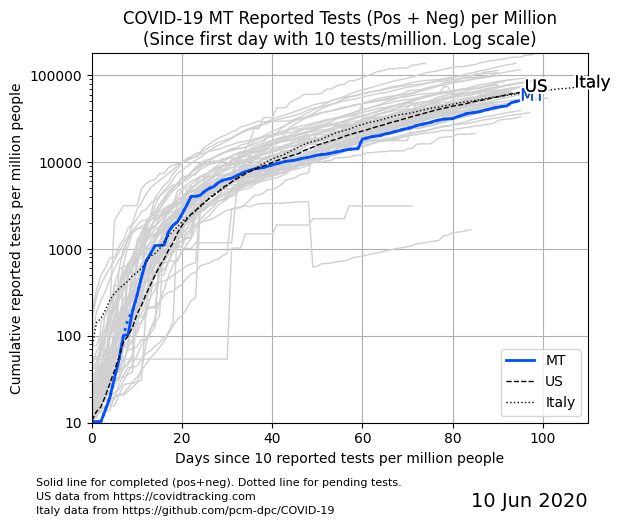 COVID-19 MT Reported Tests (Pos + Neg) per Million
(Since first day with 10 tests/million. Log scale)
Cumulative reported tests per million people
100000
10000
1000
100
10
US
Italy
MT
MT
US
Italy
0
20
40
60
80
100
Days since 10 reported tests per million people
Solid line for completed (pos+neg). Dotted line for pending tests.
US data from https://covidtracking.com
Italy data from https://github.com/pcm-dpc/COVID-19
10 Jun 2020